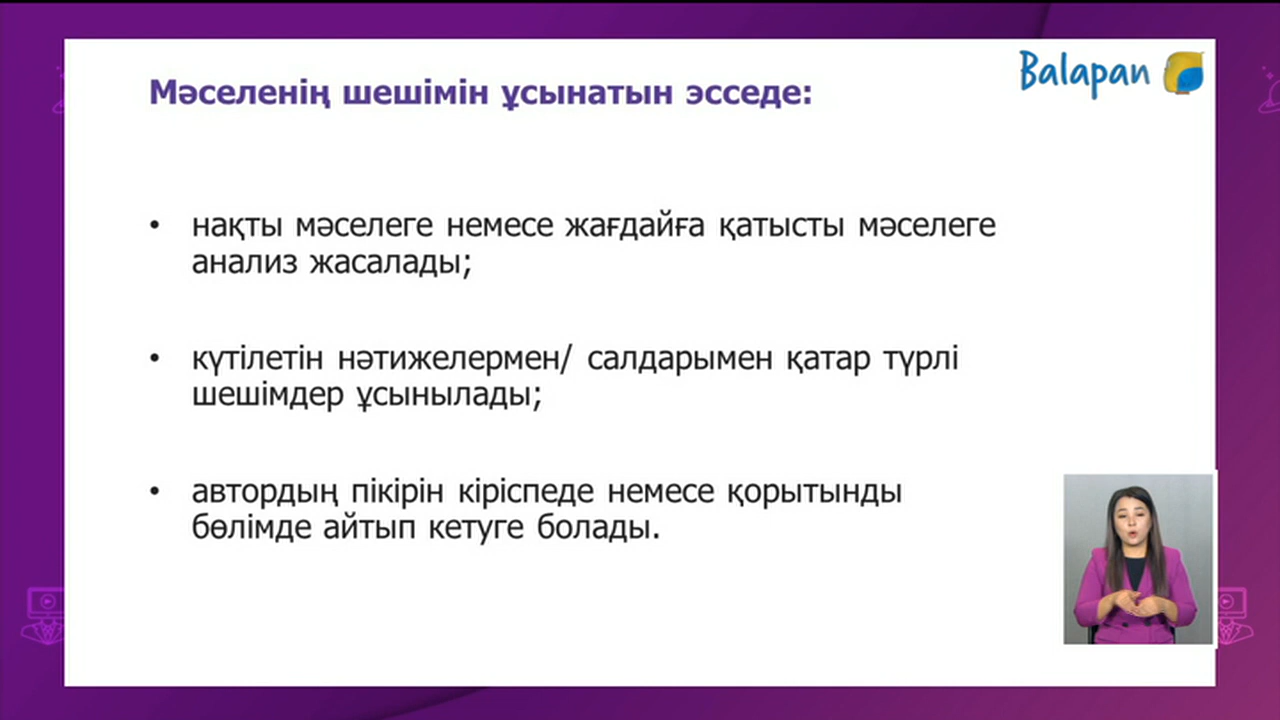 Balapan
Мәселенің шешімін ұсынатын эсседе:
• нақты мәселеге немесе жағдайға қатысты мәселеге
анализ жасалады;
• күтілетін нәтижелермен/ салдарымен қатар түрлі
шешімдер ұсынылады;
• автордың пікірін кіріспеде немесе қорытынды
бөлімде айтып кетуге болады.